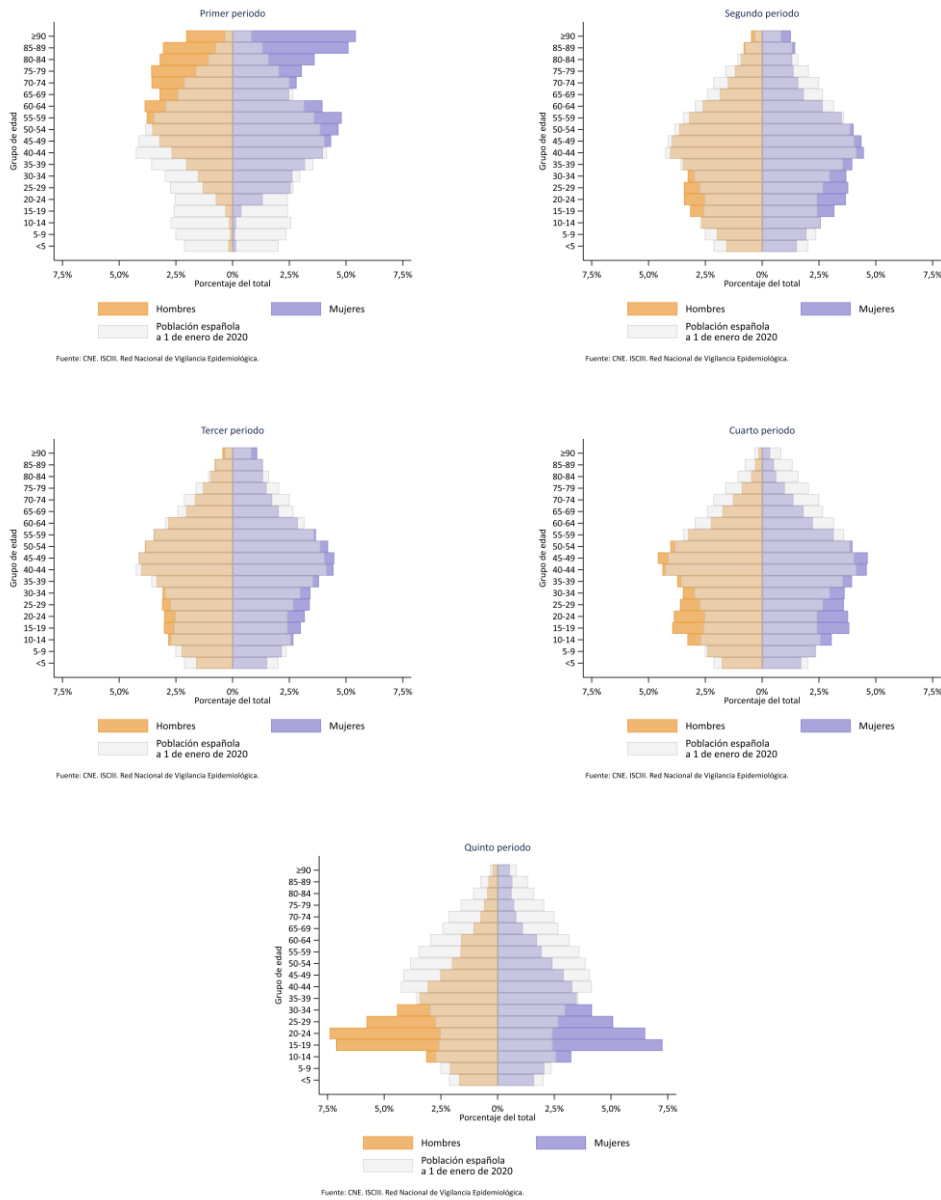 Primer periodo
Grupo de edad
≥90
85-89
80-84
75-79
70-74
65-69
60-64
55-59
50-54
45-49
40-44
35-39
30-34
25-29
20-24
15-19
10-14
5-9
<5
7,5% 5,0% 2,5% 0% 2,5% 5,0% 7,5%
Porcentaje del total
Hombres Mujeres
Población española
a 1 de enero de 2020
Fuente: CNE. ISCIII. Red Nacional de Vigilancia Epidemiológica.
Segundo periodo
Grupo de edad
≥90
85-89
80-84
75-79
70-74
65-69
60-64
55-59
50-54
45-49
40-44
35-39
30-34
25-29
20-24
15-19
10-14
5-9
<5
7,5% 5,0% 2,5% 0% 2,5% 5,0% 7,5%
Porcentaje del total
Hombres Mujeres
Población española
a 1 de enero de 2020
Fuente: CNE. ISCIII. Red Nacional de Vigilancia Epidemiológica.
Tercer periodo
Grupo de edad
≥90
85-89
80-84
75-79
70-74
65-69
60-64
55-59
50-54
45-49
40-44
35-39
30-34
25-29
20-24
15-19
10-14
5-9
<5
7,5% 5,0% 2,5% 0% 2,5% 5,0% 7,5%
Porcentaje del total
Hombres Mujeres
Población española
a 1 de enero de 2020
Fuente: CNE. ISCIII. Red Nacional de Vigilancia Epidemiológica.
Cuarto periodo
Grupo de edad
≥90
85-89
80-84
75-79
70-74
65-69
60-64
55-59
50-54
45-49
40-44
35-39
30-34
25-29
20-24
15-19
10-14
5-9
<5
7,5% 5,0% 2,5% 0% 2,5% 5,0% 7,5%
Porcentaje del total
Hombres Mujeres
Población española
a 1 de enero de 2020
Fuente: CNE. ISCIII. Red Nacional de Vigilancia Epidemiológica.
Quinto periodo
Grupo de edad
≥90
85-89
80-84
75-79
70-74
65-69
60-64
55-59
50-54
45-49
40-44
35-39
30-34
25-29
20-24
15-19
10-14
5-9
<5
7,5% 5,0% 2,5% 0% 2,5% 5,0% 7,5%
Porcentaje del total
Hombres Mujeres
Población española
a 1 de enero de 2020
Fuente: CNE. ISCIII. Red Nacional de Vigilancia Epidemiológica.